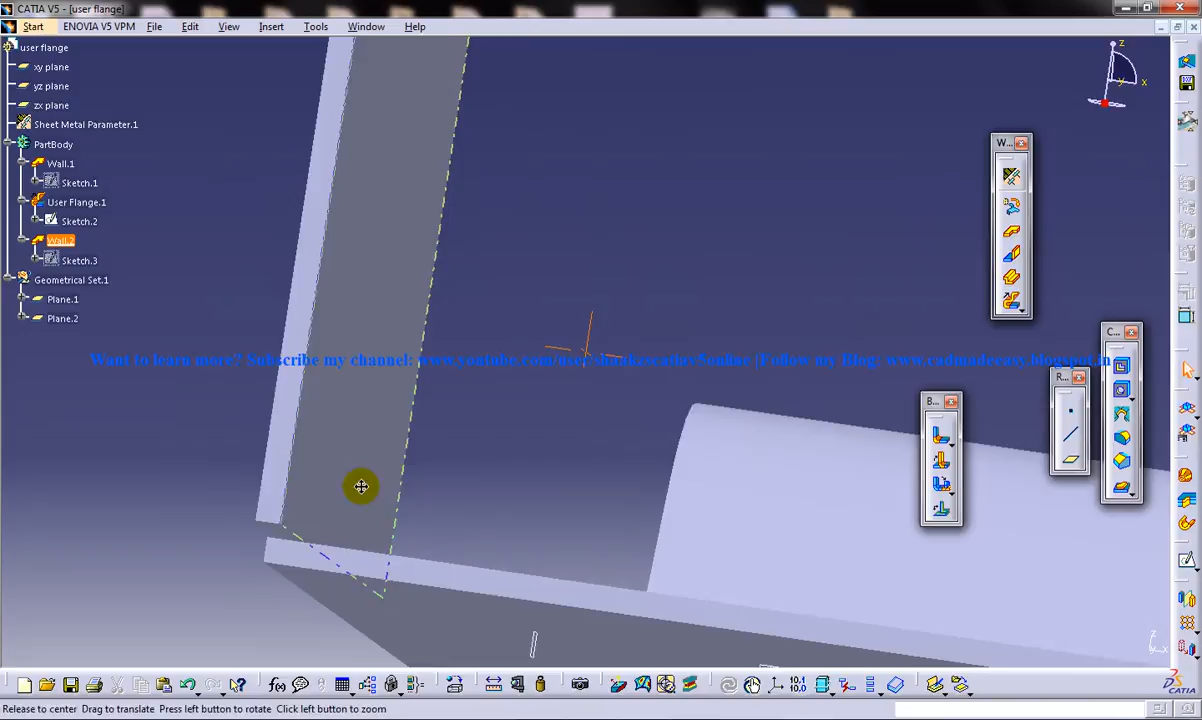 CATIA V5 - [user flange]
Start ENOVIA V5 VPM File Edit Insert View Tools Window Help
user flange
xy plane
yz plane
zx plane
Sheet Metal Parameter.1
PartBody
Wall.1
Sketch.1
User Flange.1
Sketch.2
Wall.2
Sketch.3
Geometrical Set.1
Plane.1
Plane.2
z
x
y
W...
C...
R...
B...
Want to learn more? Subscribe my channel: www.youtube.com/user/shaakzcatiav5online [Follow my Blog: www.cadmadeasy.blogspot.in
z
x
y
f(x)
10.1
CATIA
Release to center Drag to translate Press left button to rotate Click left button to zoom